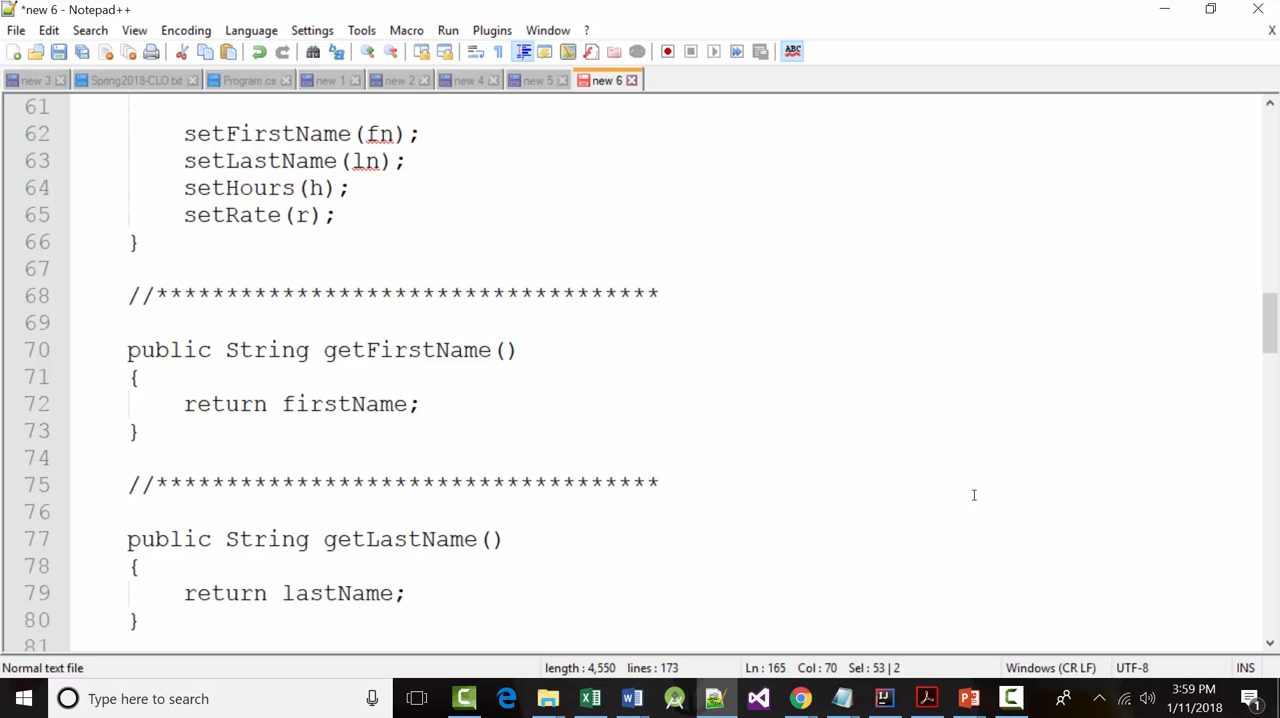 *new 6 - Notepad++
File Edit Search View Encoding Language Settings Tools Macro Run Plugins Window ? X
ABC
new 3 Spring2018-CLO.txt Program.cs new 1 new 2 new 4 new 5 new 6
61
62 setFirstName(fn);
63 setLastName(ln);
64 setHours(h);
65 setRate(r);
66 }
67
68 //************************************
69
70 public String getFirstName()
71 {
72 return firstName;
73 }
74
75 //************************************
76
77 public String getLastName()
78 {
79 return lastName;
80 }
81
Normal text file length : 4,550 lines : 173 Ln : 165 Col : 70 Sel : 53 | 2 Windows (CR LF) UTF-8 INS
Type here to search
3:59 PM
1/11/2018
1